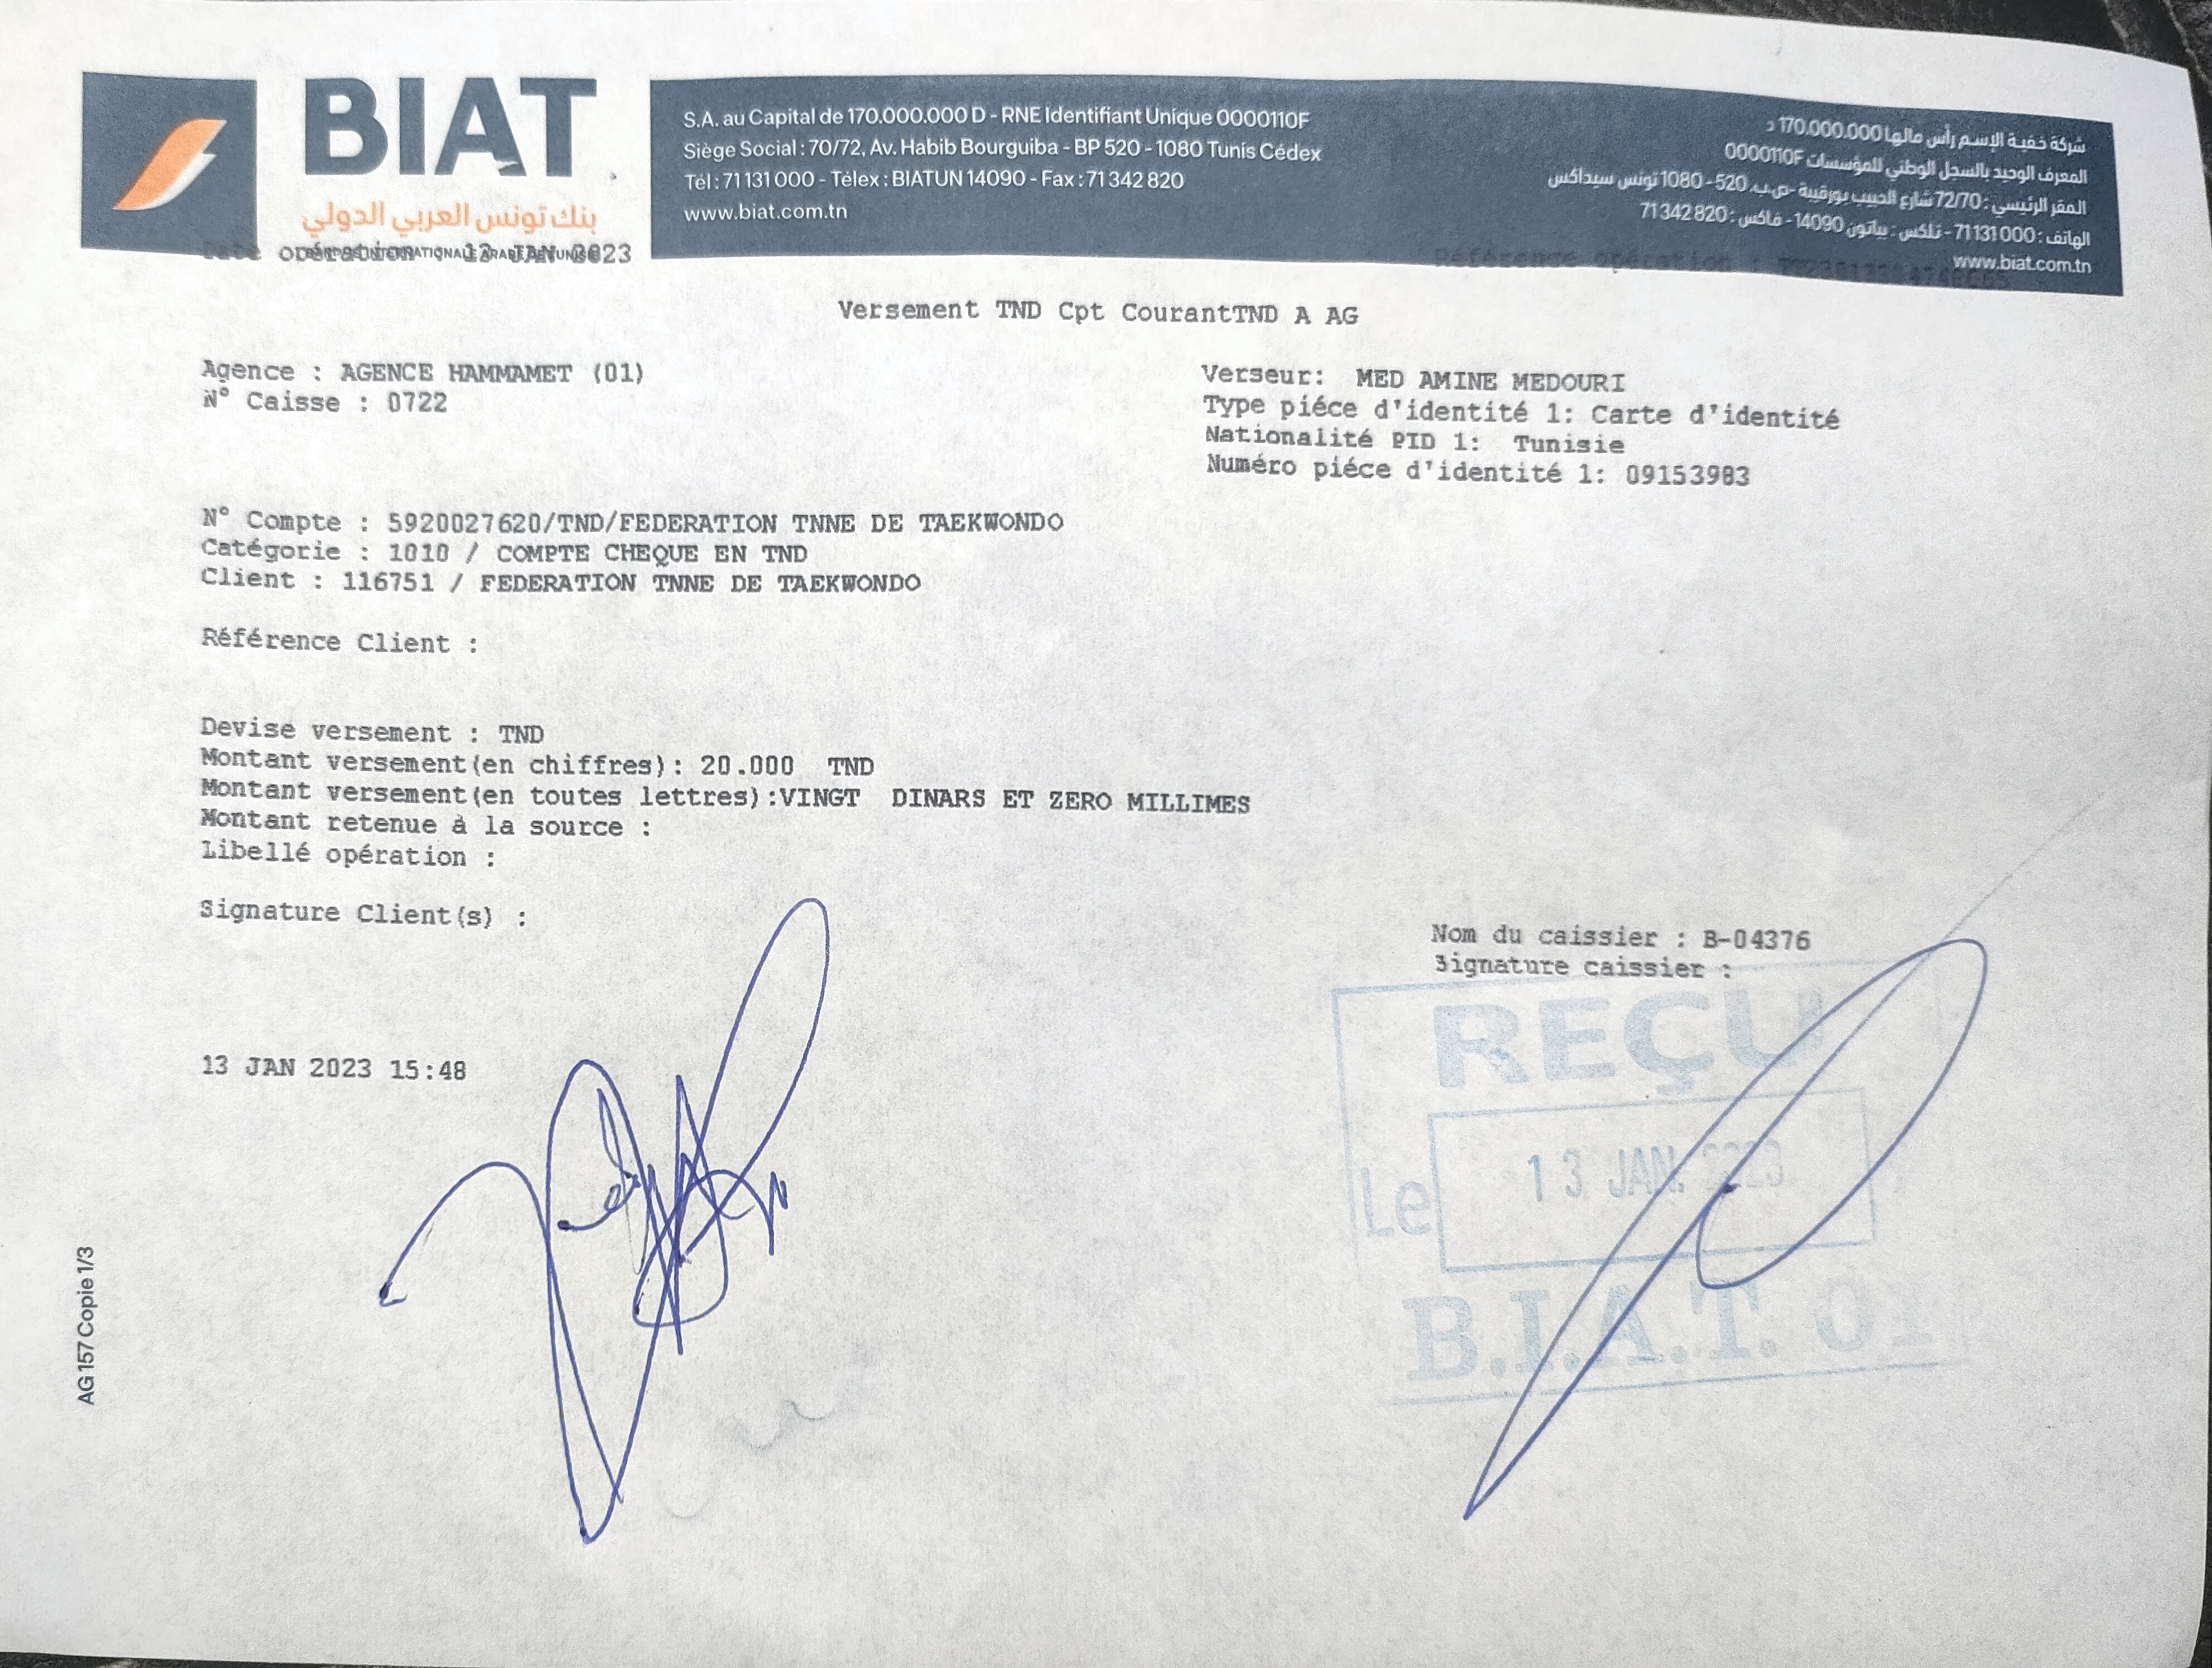 BIAT
بنك تونس العربي الدولي
S.A. au Capital de 170.000.000 D - RNE Identifiant Unique 0000110F
Siège Social : 70/72, Av. Habib Bourguiba - BP 520 - 1080 Tunis Cédex
Tél : 71 131 000 - Télex : BIATUN 14090 - Fax : 71 342 820
www.biat.com.tn
شركة خفية الإسم رأس مالها 170.000.000 د
المعرف الوحيد بالسجل الوطني للمؤسسات 0000110F
المقر الرئيسي : 72/70 شارع الحبيب بورقيبة -ص.ب. 520 - 1080 تونس سيداكس
الهاتف : 71131000 - تلكس : بياتون 14090 - فاكس : 71342820
www.biat.com.tn
Date opération 13 JAN 2023
Référence opération :
Versement TND Cpt CourantTND A AG
Agence : AGENCE HAMMAMET (01)
N° Caisse : 0722
Verseur: MED AMINE MEDOURI
Type piéce d'identité 1: Carte d'identité
Nationalité PID 1: Tunisie
Numéro piéce d'identité 1: 09153983
N° Compte : 5920027620/TND/FEDERATION TNNE DE TAEKWONDO
Catégorie : 1010 / COMPTE CHEQUE EN TND
Client : 116751 / FEDERATION TNNE DE TAEKWONDO
Référence Client :
Devise versement : TND
Montant versement(en chiffres): 20.000 TND
Montant versement(en toutes lettres):VINGT DINARS ET ZERO MILLIMES
Montant retenue à la source :
Libellé opération :
Signature Client(s) :
Nom du caissier : B-04376
Signature caissier :
13 JAN 2023 15:48
REÇU
Le 13 JAN. 2023
B.I.A.T.
AG 157 Copie 1/3